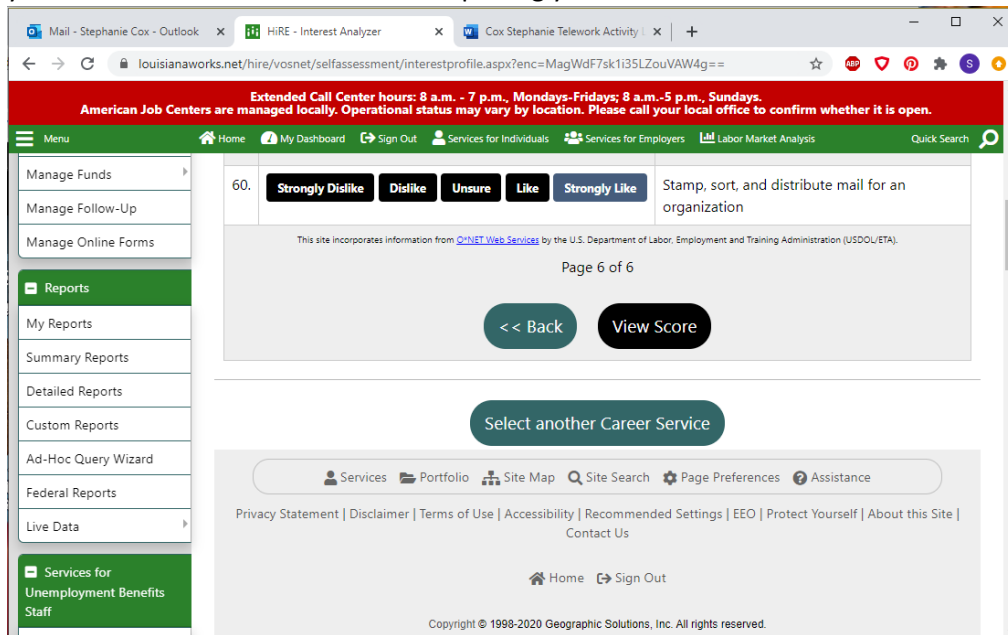 Mail - Stephanie Cox - Outlook
HiRE - Interest Analyzer
Cox Stephanie Telework Activity L
louisianaworks.net/hire/vosnet/selfassessment/interestprofile.aspx?enc=MagWdF7sk1i35LZouVAW4g==
ABP
S
Extended Call Center hours: 8 a.m. - 7 p.m., Mondays-Fridays; 8 a.m.-5 p.m., Sundays.
American Job Centers are managed locally. Operational status may vary by location. Please call your local office to confirm whether it is open.
Menu Home My Dashboard Sign Out Services for Individuals Services for Employers Labor Market Analysis Quick Search
Manage Funds
Manage Follow-Up
Manage Online Forms
Reports
My Reports
Summary Reports
Detailed Reports
Custom Reports
Ad-Hoc Query Wizard
Federal Reports
Live Data
Services for
Unemployment Benefits
Staff
60. Strongly Dislike Dislike Unsure Like Strongly Like Stamp, sort, and distribute mail for an
organization
This site incorporates information from O*NET Web Services by the U.S. Department of Labor, Employment and Training Administration (USDOL/ETA).
Page 6 of 6
<< Back View Score
Select another Career Service
Services Portfolio Site Map Site Search Page Preferences Assistance
Privacy Statement | Disclaimer | Terms of Use | Accessibility | Recommended Settings | EEO | Protect Yourself | About this Site |
Contact Us
Home Sign Out
Copyright © 1998-2020 Geographic Solutions, Inc. All rights reserved.